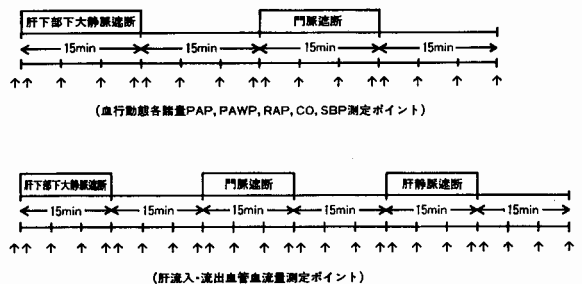 肝下部下大静脈遮断 門脈遮断
15min 15min 15min 15min
(血行動態各諸量PAP, PAWP, RAP, CO, SBP測定ポイント)
肝下部下大静脈遮断 門脈遮断 肝静脈遮断
15min 15min 15min 15min 15min 15min
(肝流入・流出血管血流量測定ポイント)